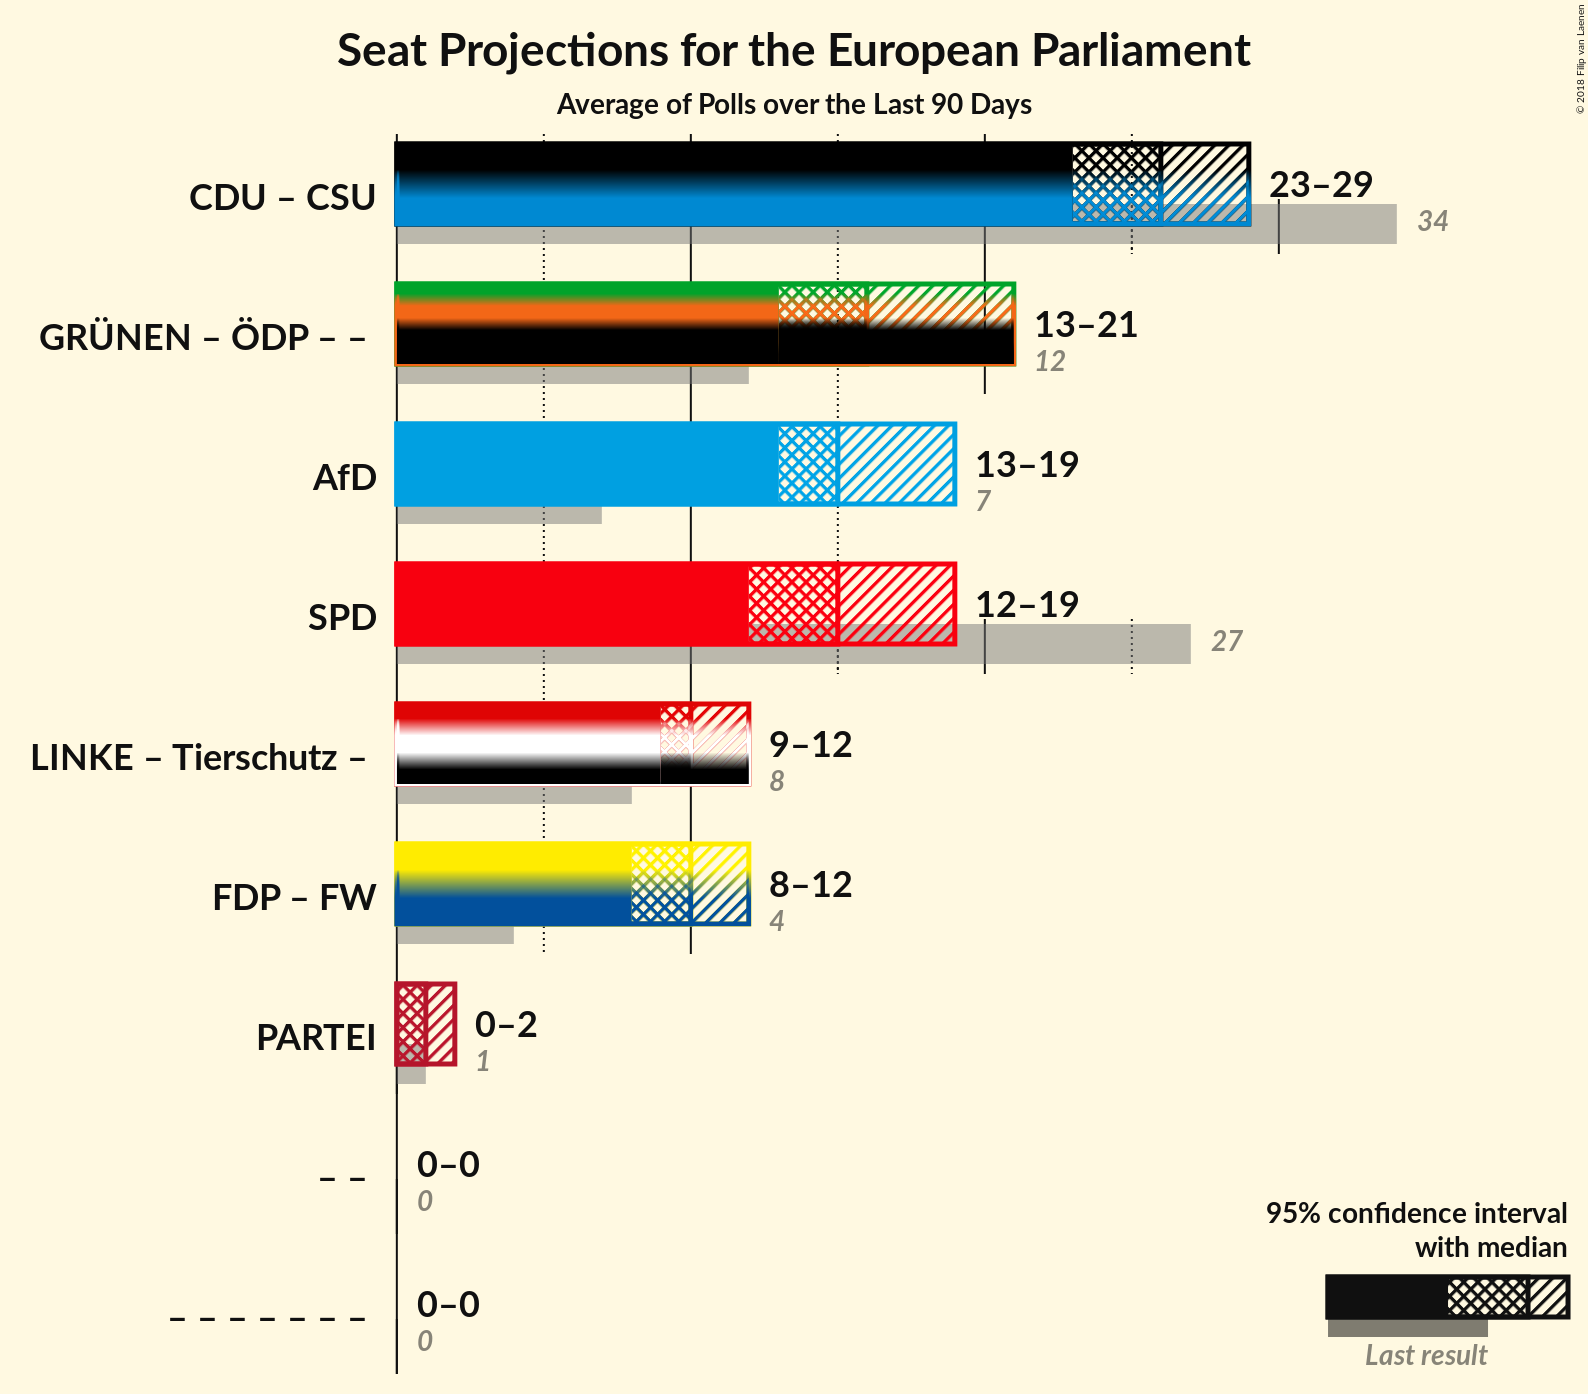 Seat Projections for the European Parliament
Average of Polls over the Last 90 Days
© 2018 Filip van Laenen
CDU – CSU
23–29
34
GRÜNEN – ÖDP – –
13–21
12
AfD
13–19
7
SPD
12–19
27
LINKE – Tierschutz –
9–12
8
FDP – FW
8–12
4
PARTEI
0–2
1
– –
0–0
0
– – – – – – –
0–0
0
95% confidence interval
with median
Last result